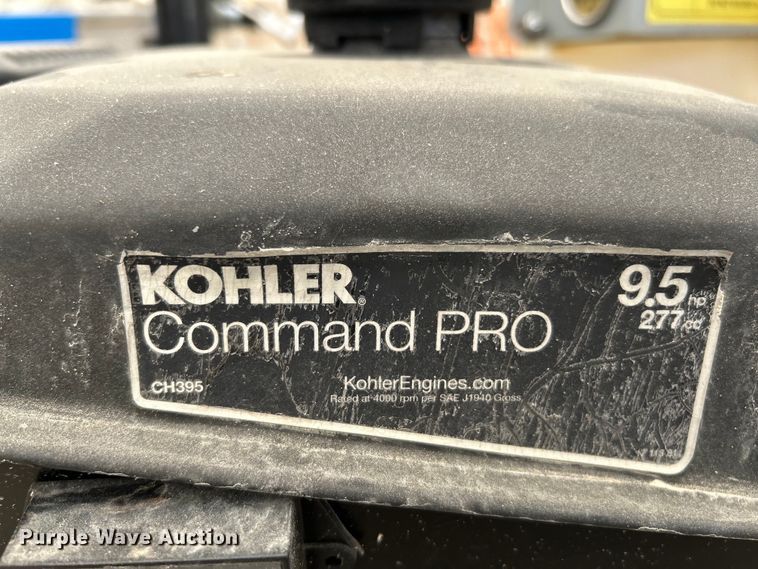 KOHLER®
9.5 hp
277 cc
Command PRO
CH395
KohlerEngines.com
Rated at 4000 rpm per SAE J1940 Gross
Purple Wave Auction